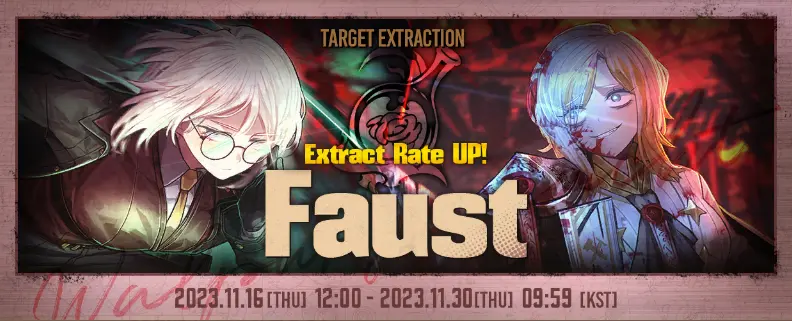 TARGET EXTRACTION
Extract Rate UP!
Faust
2023.11.16 [THU] 12:00 - 2023.11.30 [THU] 09:59 [KST]